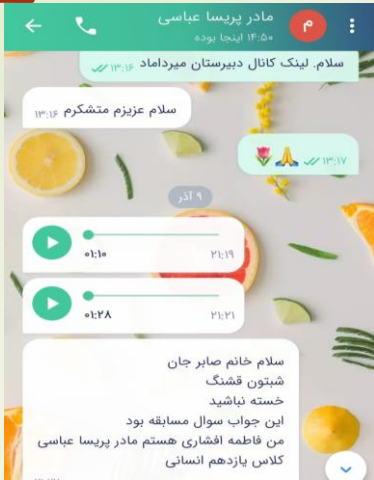 مادر پریسا عباسی
م
۱۴:۵۰ اینجا بوده
سلام. لینک کانال دبیرستان میرداماد ۱۳:۱۶
سلام عزیزم متشکرم ۱۳:۱۶
۱۳:۱۷
۹ آذر
۰۱:۱۰ ۲۱:۱۹
۰۱:۲۸ ۲۱:۲۱
سلام خانم صابر جان
شبتون قشنگ
خسته نباشید
این جواب سوال مسابقه بود
من فاطمه افشاری هستم مادر پریسا عباسی
کلاس یازدهم انسانی